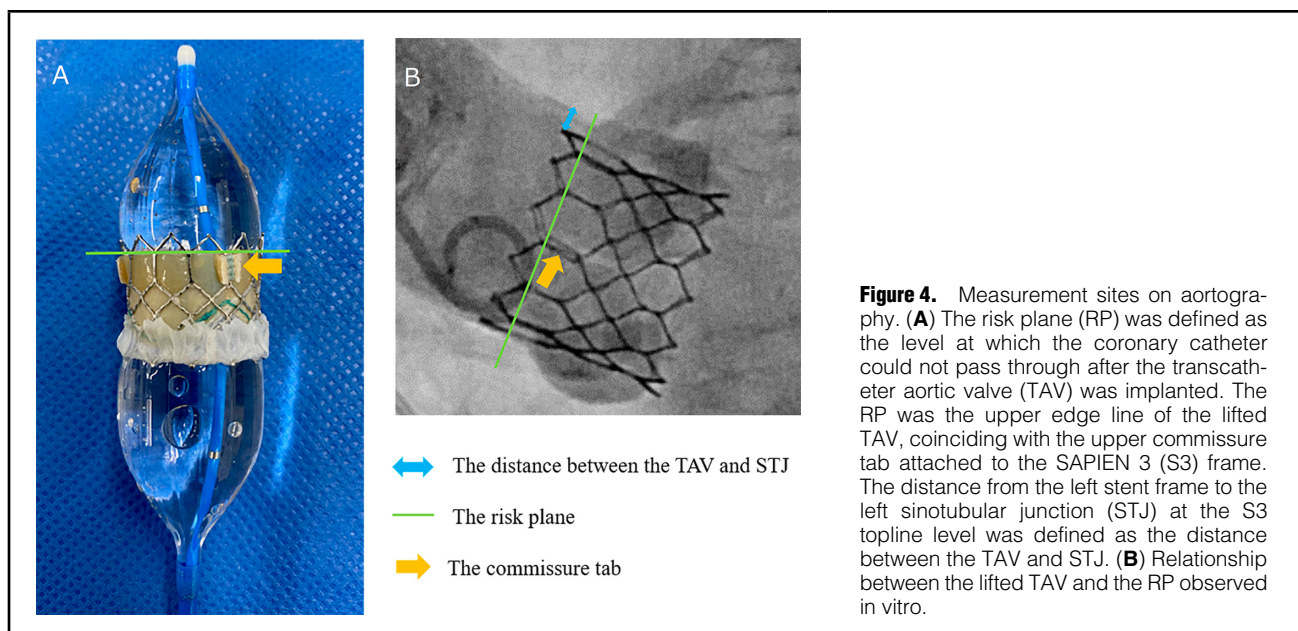 A
B
The distance between the TAV and STJ
The risk plane
The commissure tab
Figure 4. Measurement sites on aortogra-
phy. (A) The risk plane (RP) was defined as
the level at which the coronary catheter
could not pass through after the transcath-
eter aortic valve (TAV) was implanted. The
RP was the upper edge line of the lifted
TAV, coinciding with the upper commissure
tab attached to the SAPIEN 3 (S3) frame.
The distance from the left stent frame to the
left sinotubular junction (STJ) at the S3
topline level was defined as the distance
between the TAV and STJ. (B) Relationship
between the lifted TAV and the RP observed
in vitro.